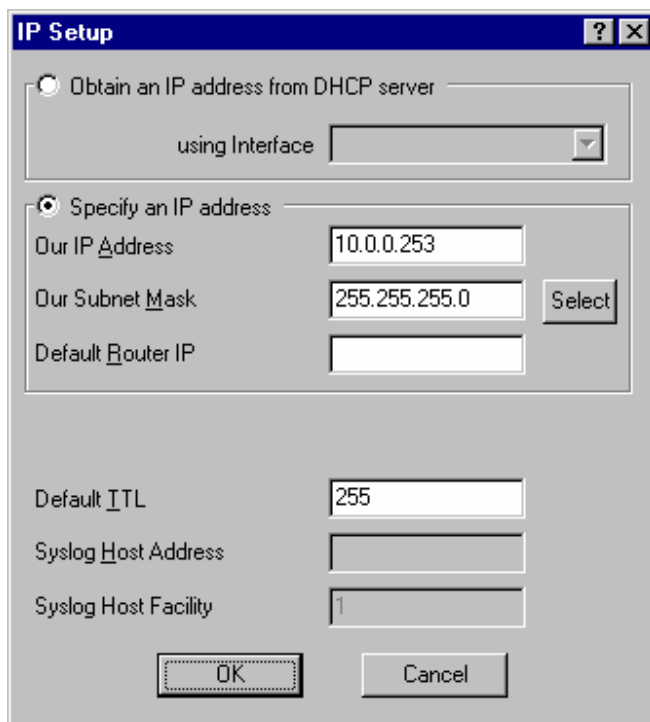 IP Setup
Obtain an IP address from DHCP server
using Interface
Specify an IP address
Our IP Address 10.0.0.253
Our Subnet Mask 255.255.255.0 Select
Default Router IP
Default TTL 255
Syslog Host Address
Syslog Host Facility 1
OK Cancel